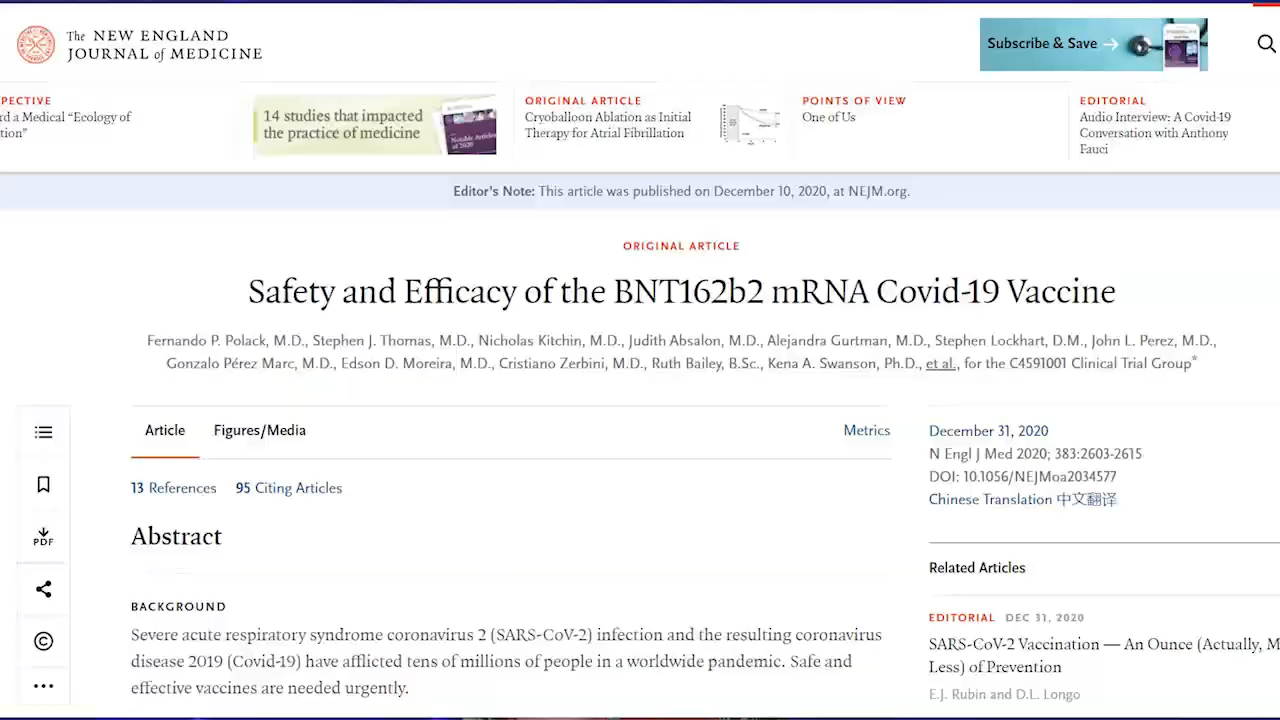 The NEW ENGLAND
JOURNAL of MEDICINE
Subscribe & Save →
PECTIVE
rd a Medical “Ecology of
tion”
14 studies that impacted
the practice of medicine
Notable Articles
of 2020
ORIGINAL ARTICLE
Cryoballoon Ablation as Initial
Therapy for Atrial Fibrillation
POINTS OF VIEW
One of Us
EDITORIAL
Audio Interview: A Covid-19
Conversation with Anthony
Fauci
Editor's Note: This article was published on December 10, 2020, at NEJM.org.
ORIGINAL ARTICLE
Safety and Efficacy of the BNT162b2 mRNA Covid-19 Vaccine
Fernando P. Polack, M.D., Stephen J. Thomas, M.D., Nicholas Kitchin, M.D., Judith Absalon, M.D., Alejandra Gurtman, M.D., Stephen Lockhart, D.M., John L. Perez, M.D.,
Gonzalo Pérez Marc, M.D., Edson D. Moreira, M.D., Cristiano Zerbini, M.D., Ruth Bailey, B.Sc., Kena A. Swanson, Ph.D., et al., for the C4591001 Clinical Trial Group*
Article Figures/Media Metrics
13 References 95 Citing Articles
PDF
Abstract
BACKGROUND
Severe acute respiratory syndrome coronavirus 2 (SARS-CoV-2) infection and the resulting coronavirus
disease 2019 (Covid-19) have afflicted tens of millions of people in a worldwide pandemic. Safe and
effective vaccines are needed urgently.
December 31, 2020
N Engl J Med 2020; 383:2603-2615
DOI: 10.1056/NEJMoa2034577
Chinese Translation 中文翻译
Related Articles
EDITORIAL DEC 31, 2020
SARS-CoV-2 Vaccination — An Ounce (Actually, M
Less) of Prevention
E.J. Rubin and D.L. Longo